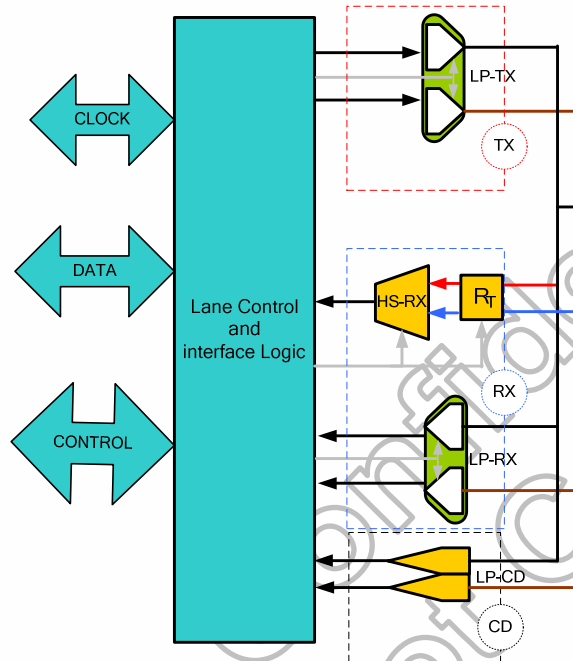 LP-TX
CLOCK
TX
DATA
HS-RX
RT
Lane Control
and
interface Logic
RX
CONTROL
LP-RX
LP-CD
CD